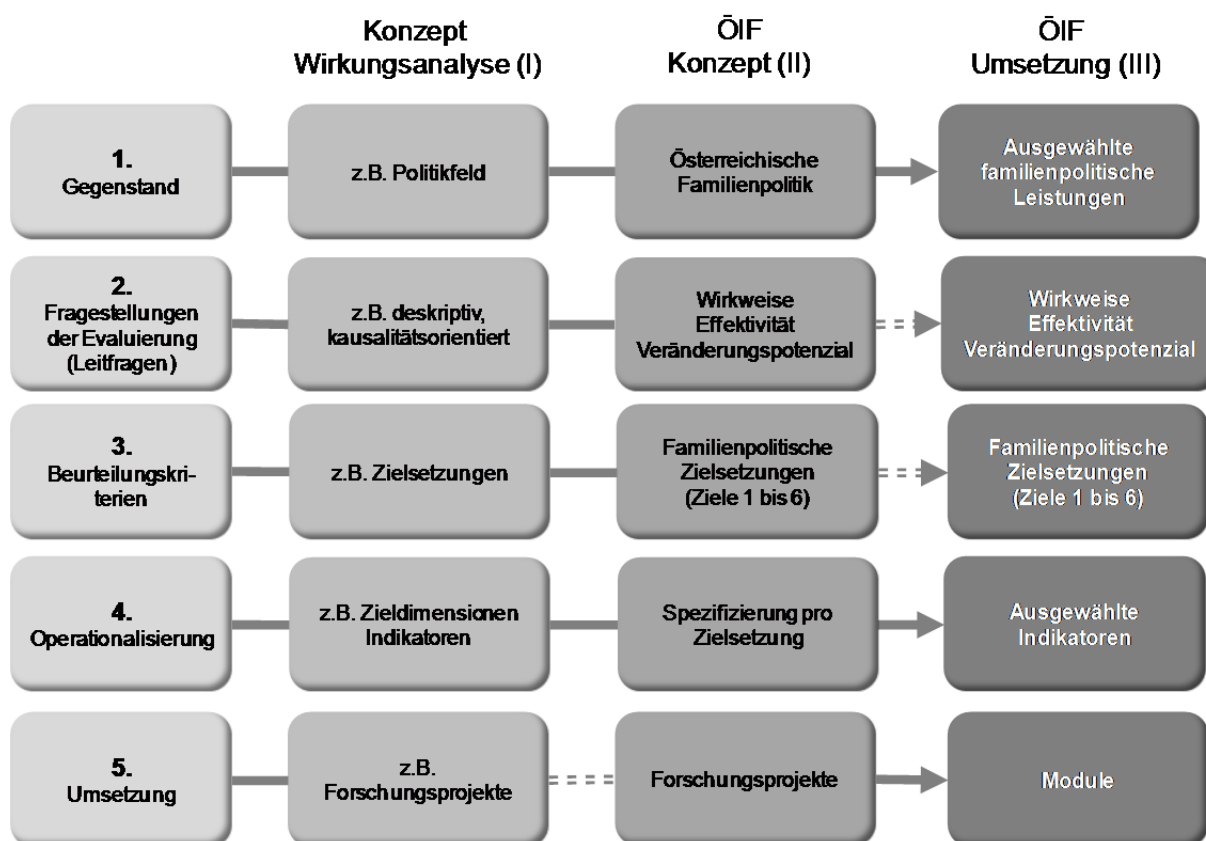 Konzept
Wirkungsanalyse (I)
ÖIF
Konzept (II)
ÖIF
Umsetzung (III)
1.
Gegenstand
z.B. Politikfeld
Österreichische
Familienpolitik
Ausgewählte
familienpolitische
Leistungen
2.
Fragestellungen
der Evaluierung
(Leitfragen)
z.B. deskriptiv,
kausalitätsorientiert
Wirkweise
Effektivität
Veränderungspotenzial
Wirkweise
Effektivität
Veränderungspotenzial
3.
Beurteilungskri-
terien
z.B. Zielsetzungen
Familienpolitische
Zielsetzungen
(Ziele 1 bis 6)
Familienpolitische
Zielsetzungen
(Ziele 1 bis 6)
4.
Operationalisierung
z.B. Zieldimensionen
Indikatoren
Spezifizierung pro
Zielsetzung
Ausgewählte
Indikatoren
5.
Umsetzung
z.B.
Forschungsprojekte
Forschungsprojekte
Module